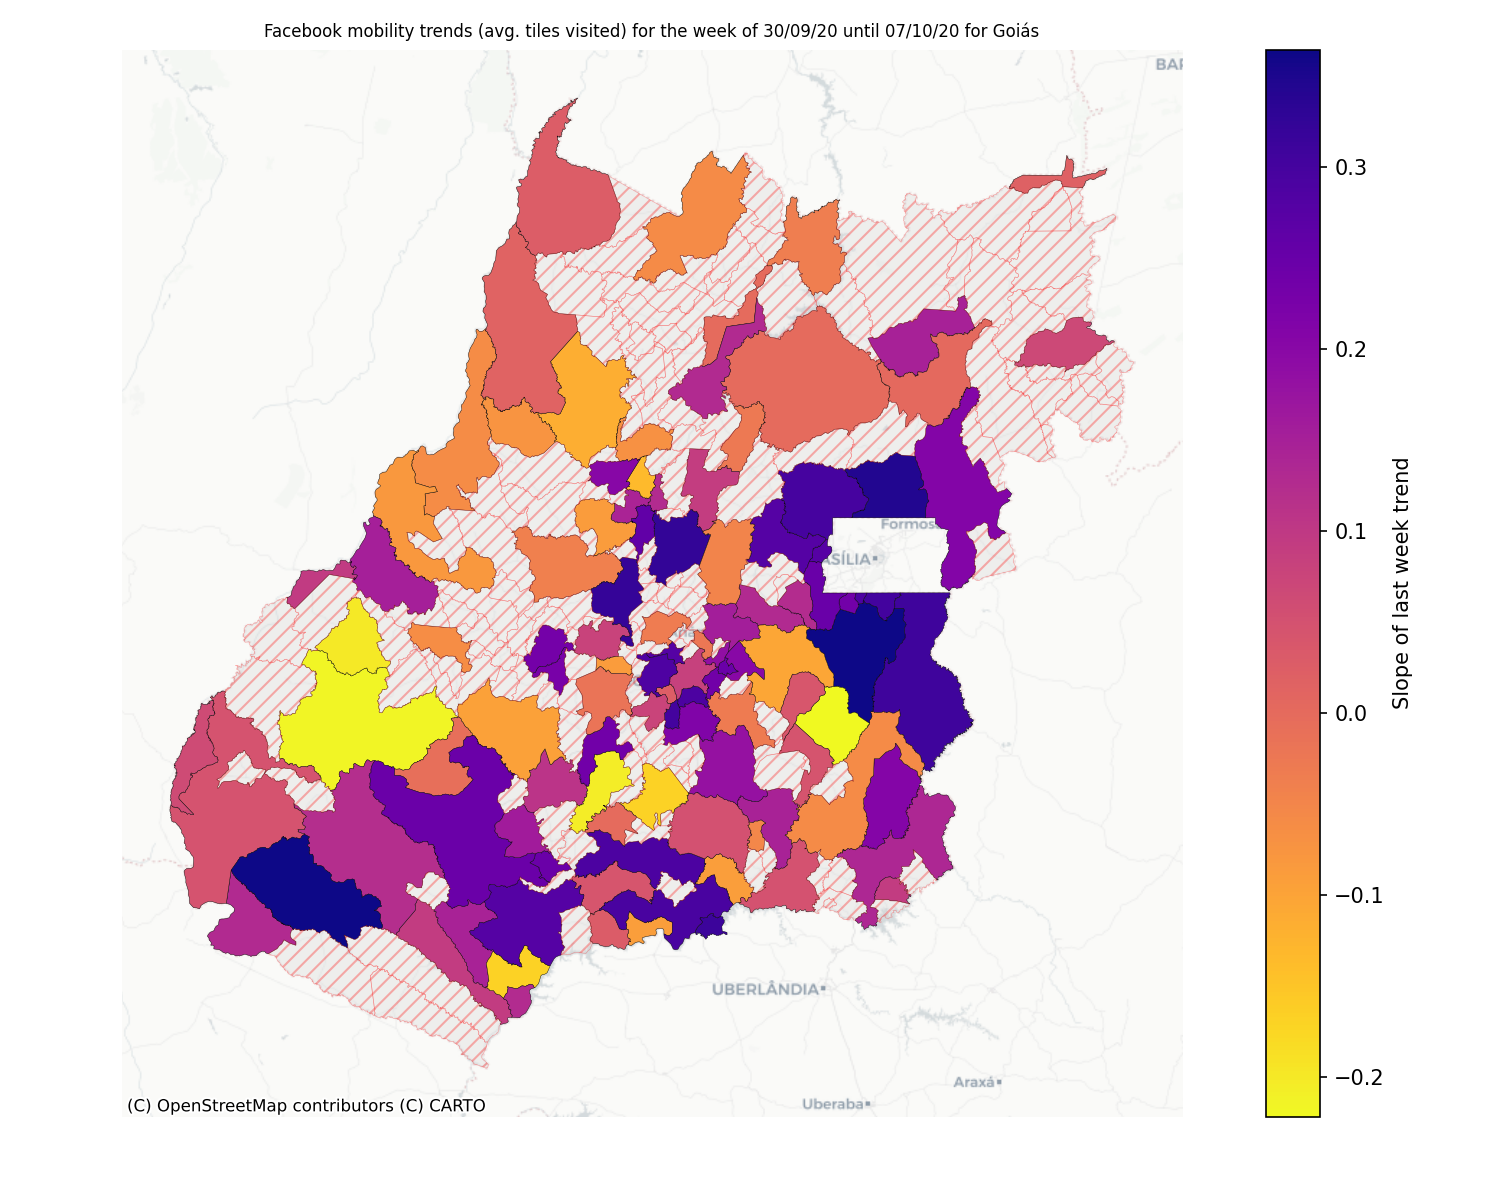 Facebook mobility trends (avg. tiles visited) for the week of 30/09/20 until 07/10/20 for Goiás
BAR
0.3
0.2
Formos
ASÍLIA
0.1
0.0
−0.1
−0.2
Slope of last week trend
UBERLÂNDIA
Araxá
Uberaba
(C) OpenStreetMap contributors (C) CARTO